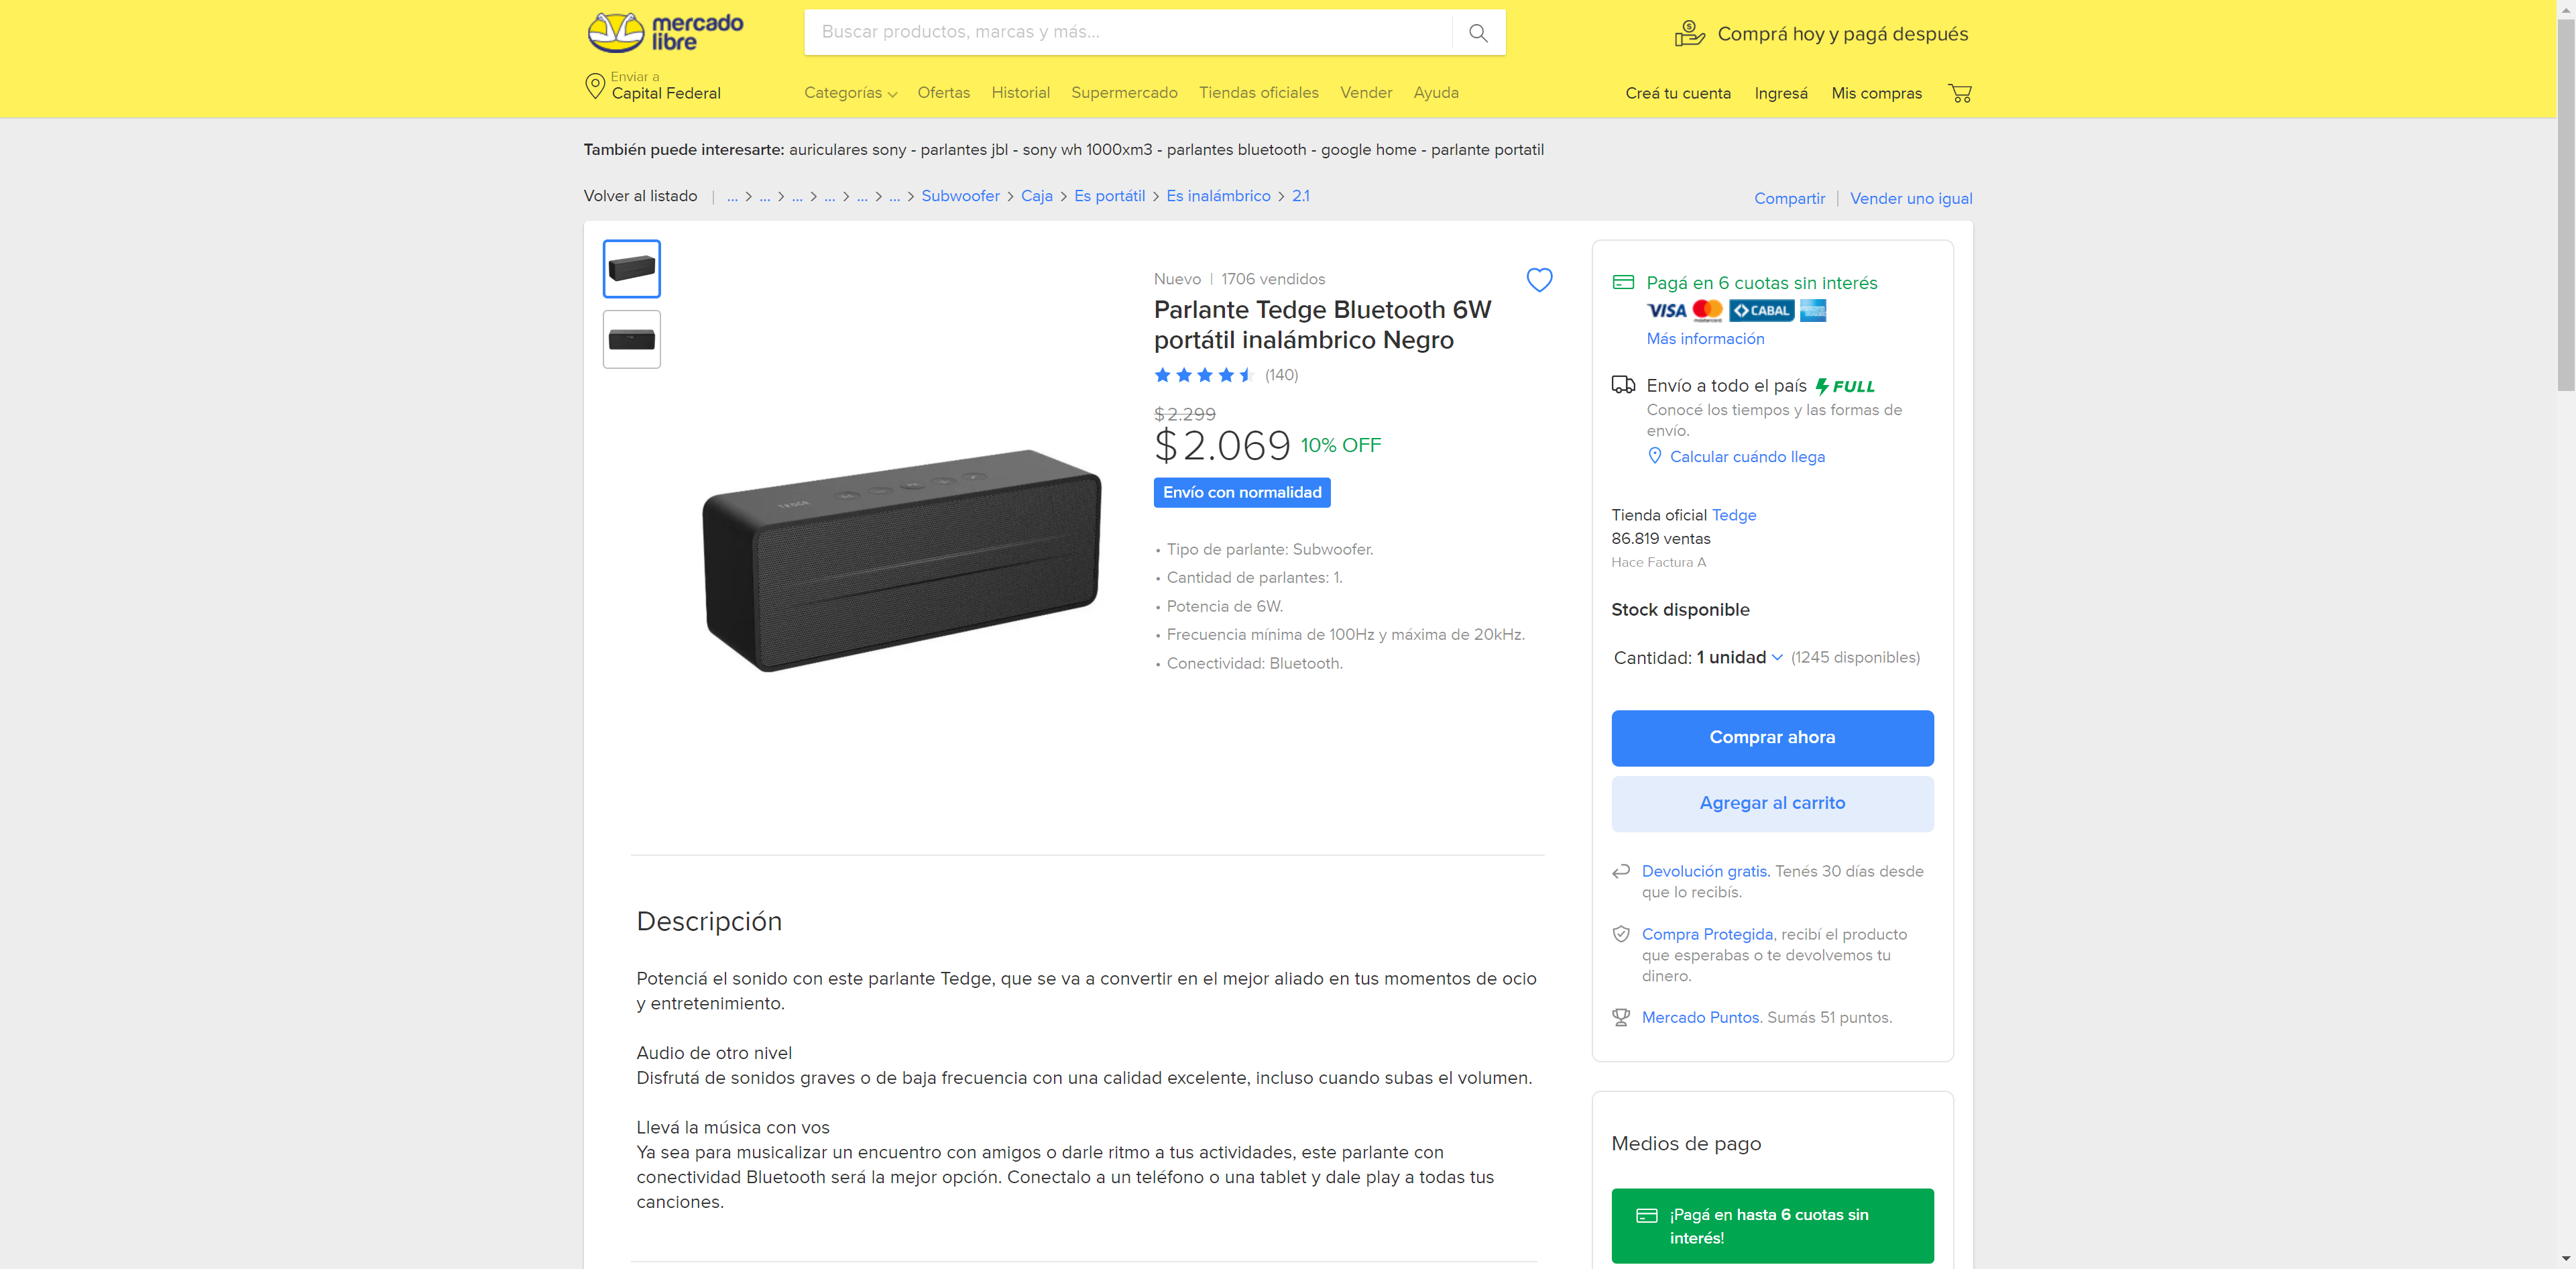 mercado
libre
Buscar productos, marcas y más...
Comprá hoy y pagá después
Enviar a
Capital Federal
Categorías Ofertas Historial Supermercado Tiendas oficiales Vender Ayuda
Creá tu cuenta Ingresá Mis compras
También puede interesarte: auriculares sony - parlantes jbl - sony wh 1000xm3 - parlantes bluetooth - google home - parlante portatil
Volver al listado | ... > ... > ... > ... > ... > ... > Subwoofer > Caja > Es portátil > Es inalámbrico > 2.1
Compartir | Vender uno igual
TEDGE
Nuevo | 1706 vendidos
Parlante Tedge Bluetooth 6W
portátil inalámbrico Negro
(140)
$ 2.299
$ 2.069 10% OFF
Envío con normalidad
• Tipo de parlante: Subwoofer.
• Cantidad de parlantes: 1.
• Potencia de 6W.
• Frecuencia mínima de 100Hz y máxima de 20kHz.
• Conectividad: Bluetooth.
Pagá en 6 cuotas sin interés
VISA mastercard CABAL
Más información
Envío a todo el país FULL
Conocé los tiempos y las formas de
envío.
Calcular cuándo llega
Tienda oficial Tedge
86.819 ventas
Hace Factura A
Stock disponible
Cantidad: 1 unidad (1245 disponibles)
Comprar ahora
Agregar al carrito
Devolución gratis. Tenés 30 días desde
que lo recibís.
Compra Protegida, recibí el producto
que esperabas o te devolvemos tu
dinero.
Mercado Puntos. Sumás 51 puntos.
Descripción
Potenciá el sonido con este parlante Tedge, que se va a convertir en el mejor aliado en tus momentos de ocio
y entretenimiento.
Audio de otro nivel
Disfrutá de sonidos graves o de baja frecuencia con una calidad excelente, incluso cuando subas el volumen.
Llevá la música con vos
Ya sea para musicalizar un encuentro con amigos o darle ritmo a tus actividades, este parlante con
conectividad Bluetooth será la mejor opción. Conectalo a un teléfono o una tablet y dale play a todas tus
canciones.
Medios de pago
¡Pagá en hasta 6 cuotas sin
interés!